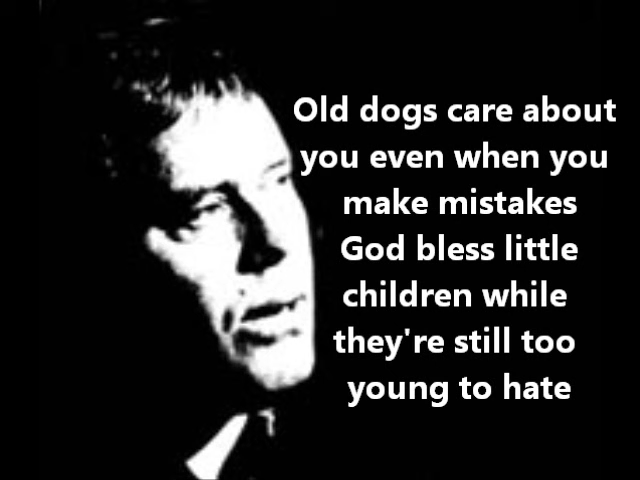 Old dogs care about
you even when you
make mistakes
God bless little
children while
they're still too
young to hate